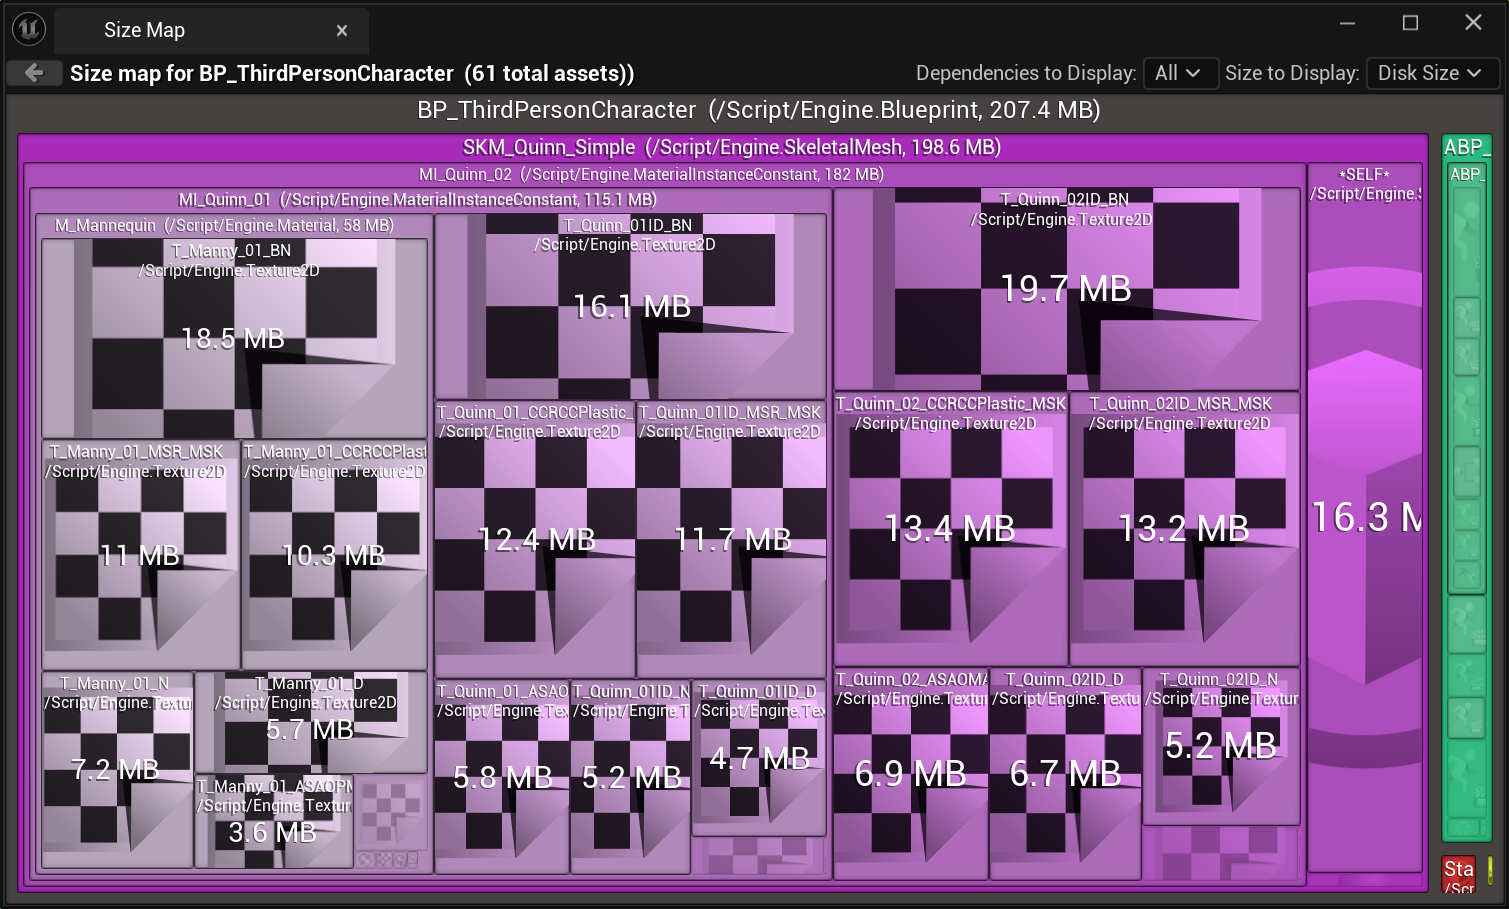 Size Map
Size map for BP_ThirdPersonCharacter (61 total assets))
Dependencies to Display: All Size to Display: Disk Size
BP_ThirdPersonCharacter (/Script/Engine.Blueprint, 207.4 MB)
SKM_Quinn_Simple (/Script/Engine.SkeletalMesh, 198.6 MB)
MI_Quinn_02 (/Script/Engine.MaterialInstanceConstant, 182 MB)
MI_Quinn_01 (/Script/Engine.MaterialInstanceConstant, 115.1 MB)
M_Mannequin (/Script/Engine.Material, 58 MB)
T_Manny_01_BN
/Script/Engine.Texture2D
18.5 MB
T_Manny_01_MSR_MSK
/Script/Engine.Texture2D
11 MB
T_Manny_01_CCRCCPlast
/Script/Engine.Texture2D
10.3 MB
T_Manny_01_N
/Script/Engine.Textur
7.2 MB
T_Manny_01_D
/Script/Engine.Texture2D
5.7 MB
T_Manny_01_ASAOPM
/Script/Engine.Textur
3.6 MB
T_Quinn_01ID_BN
/Script/Engine.Texture2D
16.1 MB
T_Quinn_01_CCRCCPlastic_
/Script/Engine.Texture2D
12.4 MB
T_Quinn_01ID_MSR_MSK
/Script/Engine.Texture2D
11.7 MB
T_Quinn_01_ASAO
/Script/Engine.Tex
5.8 MB
T_Quinn_01ID_N
/Script/Engine.T
5.2 MB
T_Quinn_01ID_D
/Script/Engine.Tex
4.7 MB
T_Quinn_02ID_BN
/Script/Engine.Texture2D
19.7 MB
T_Quinn_02_CCRCCPlastic_MSK
/Script/Engine.Texture2D
13.4 MB
T_Quinn_02ID_MSR_MSK
/Script/Engine.Texture2D
13.2 MB
T_Quinn_02_ASAOMA
/Script/Engine.Textur
6.9 MB
T_Quinn_02ID_D
/Script/Engine.Textu
6.7 MB
T_Quinn_02ID_N
/Script/Engine.Textur
5.2 MB
*SELF*
/Script/Engine.S
16.3 M
ABP_
ABP_
Sta
/Scr